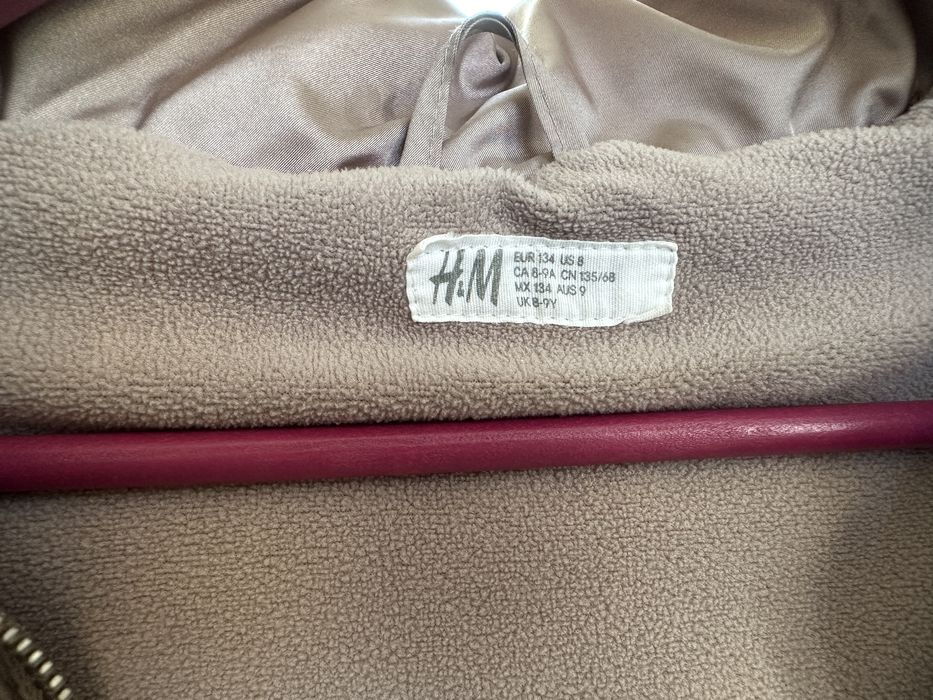 H&M
EUR 134 US 8
CA 8-9A CN 135/68
MX 134 AUS 9
UK 8-9Y